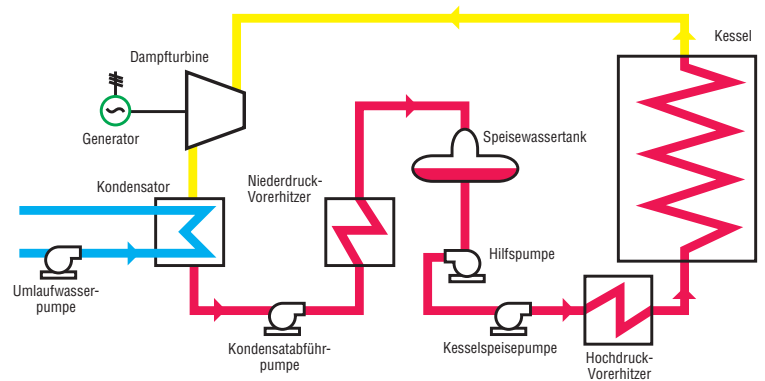 Kessel
Dampfturbine
Generator
Speisewassertank
Niederdruck-
Vorerhitzer
Kondensator
Hilfspumpe
Umlaufwasser-
pumpe
Kondensatabführ-
pumpe
Kesselspeisepumpe
Hochdruck-
Vorerhitzer